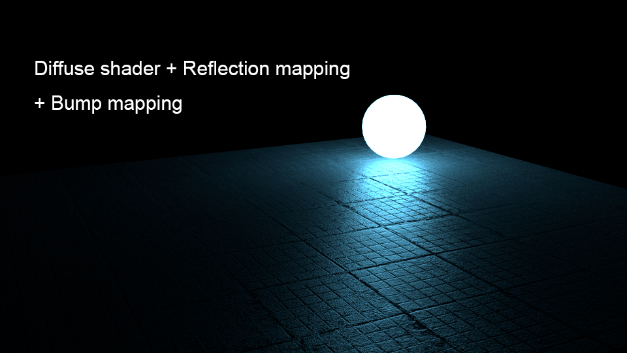 Diffuse shader + Reflection mapping
+ Bump mapping